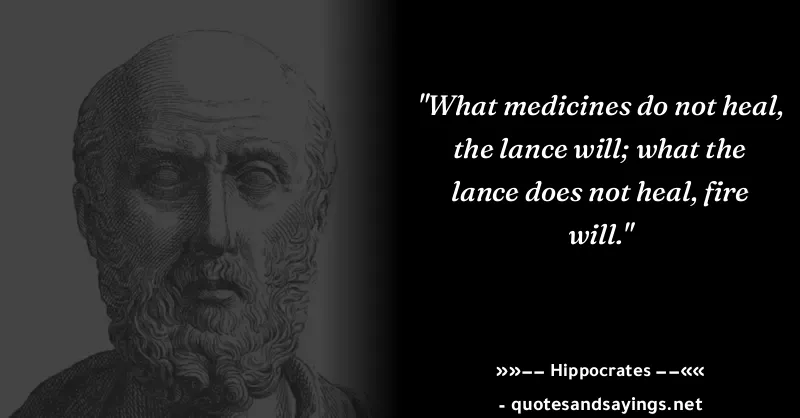 "What medicines do not heal,
the lance will; what the
lance does not heal, fire
will."
»»−− Hippocrates −−««
- quotesandsayings.net